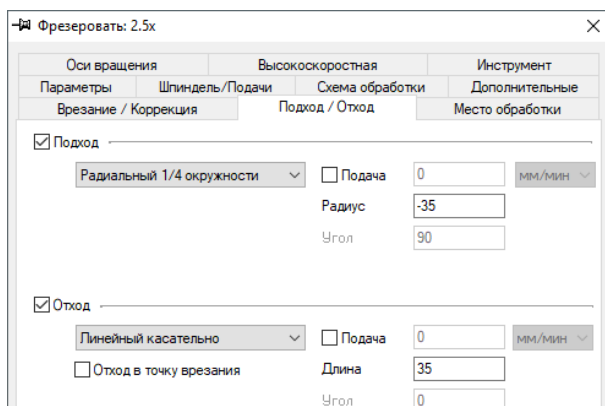 Фрезеровать: 2.5x
Оси вращения Высокоскоростная Инструмент
Параметры Шпиндель/Подачи Схема обработки Дополнительные
Врезание / Коррекция Подход / Отход Место обработки
Подход
Радиальный 1/4 окружности Подача 0 мм/мин
Радиус -35
Угол 90
Отход
Линейный касательно Подача 0 мм/мин
Отход в точку врезания Длина 35
Угол 0